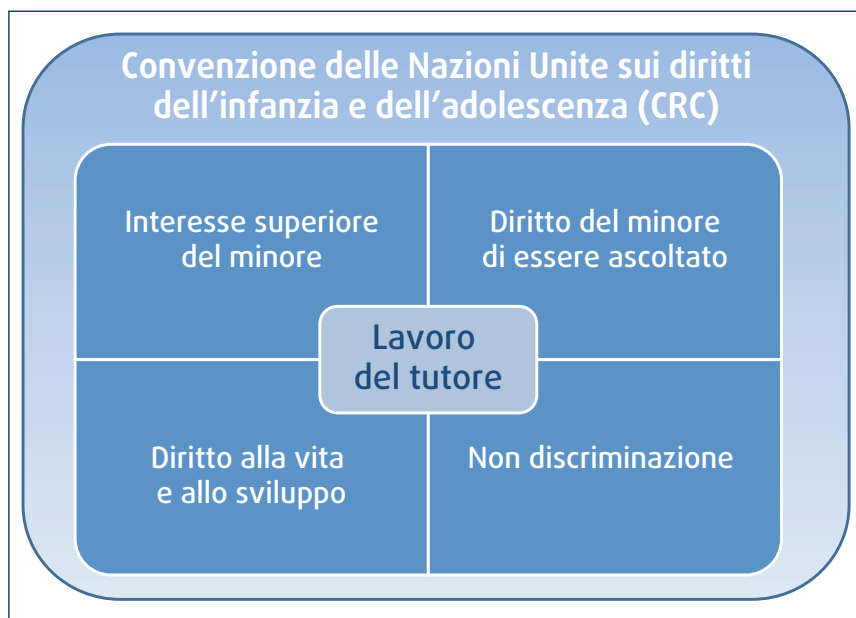 Convenzione delle Nazioni Unite sui diritti
dell’infanzia e dell’adolescenza (CRC)
Interesse superiore
del minore
Diritto del minore
di essere ascoltato
Lavoro
del tutore
Diritto alla vita
e allo sviluppo
Non discriminazione